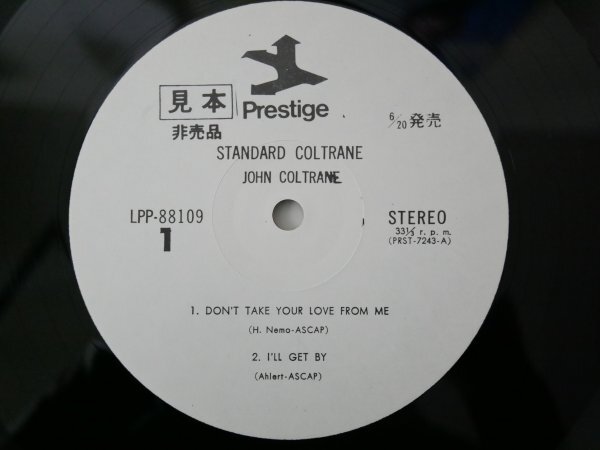 見本
Prestige
非売品
6/20 発売
STANDARD COLTRANE
JOHN COLTRANE
LPP-88109
STEREO
1
33⅓ r. p. m.
(PRST-7243-A)
1. DON'T TAKE YOUR LOVE FROM ME
(H. Nemo-ASCAP)
2. I'LL GET BY
(Ahlert-ASCAP)